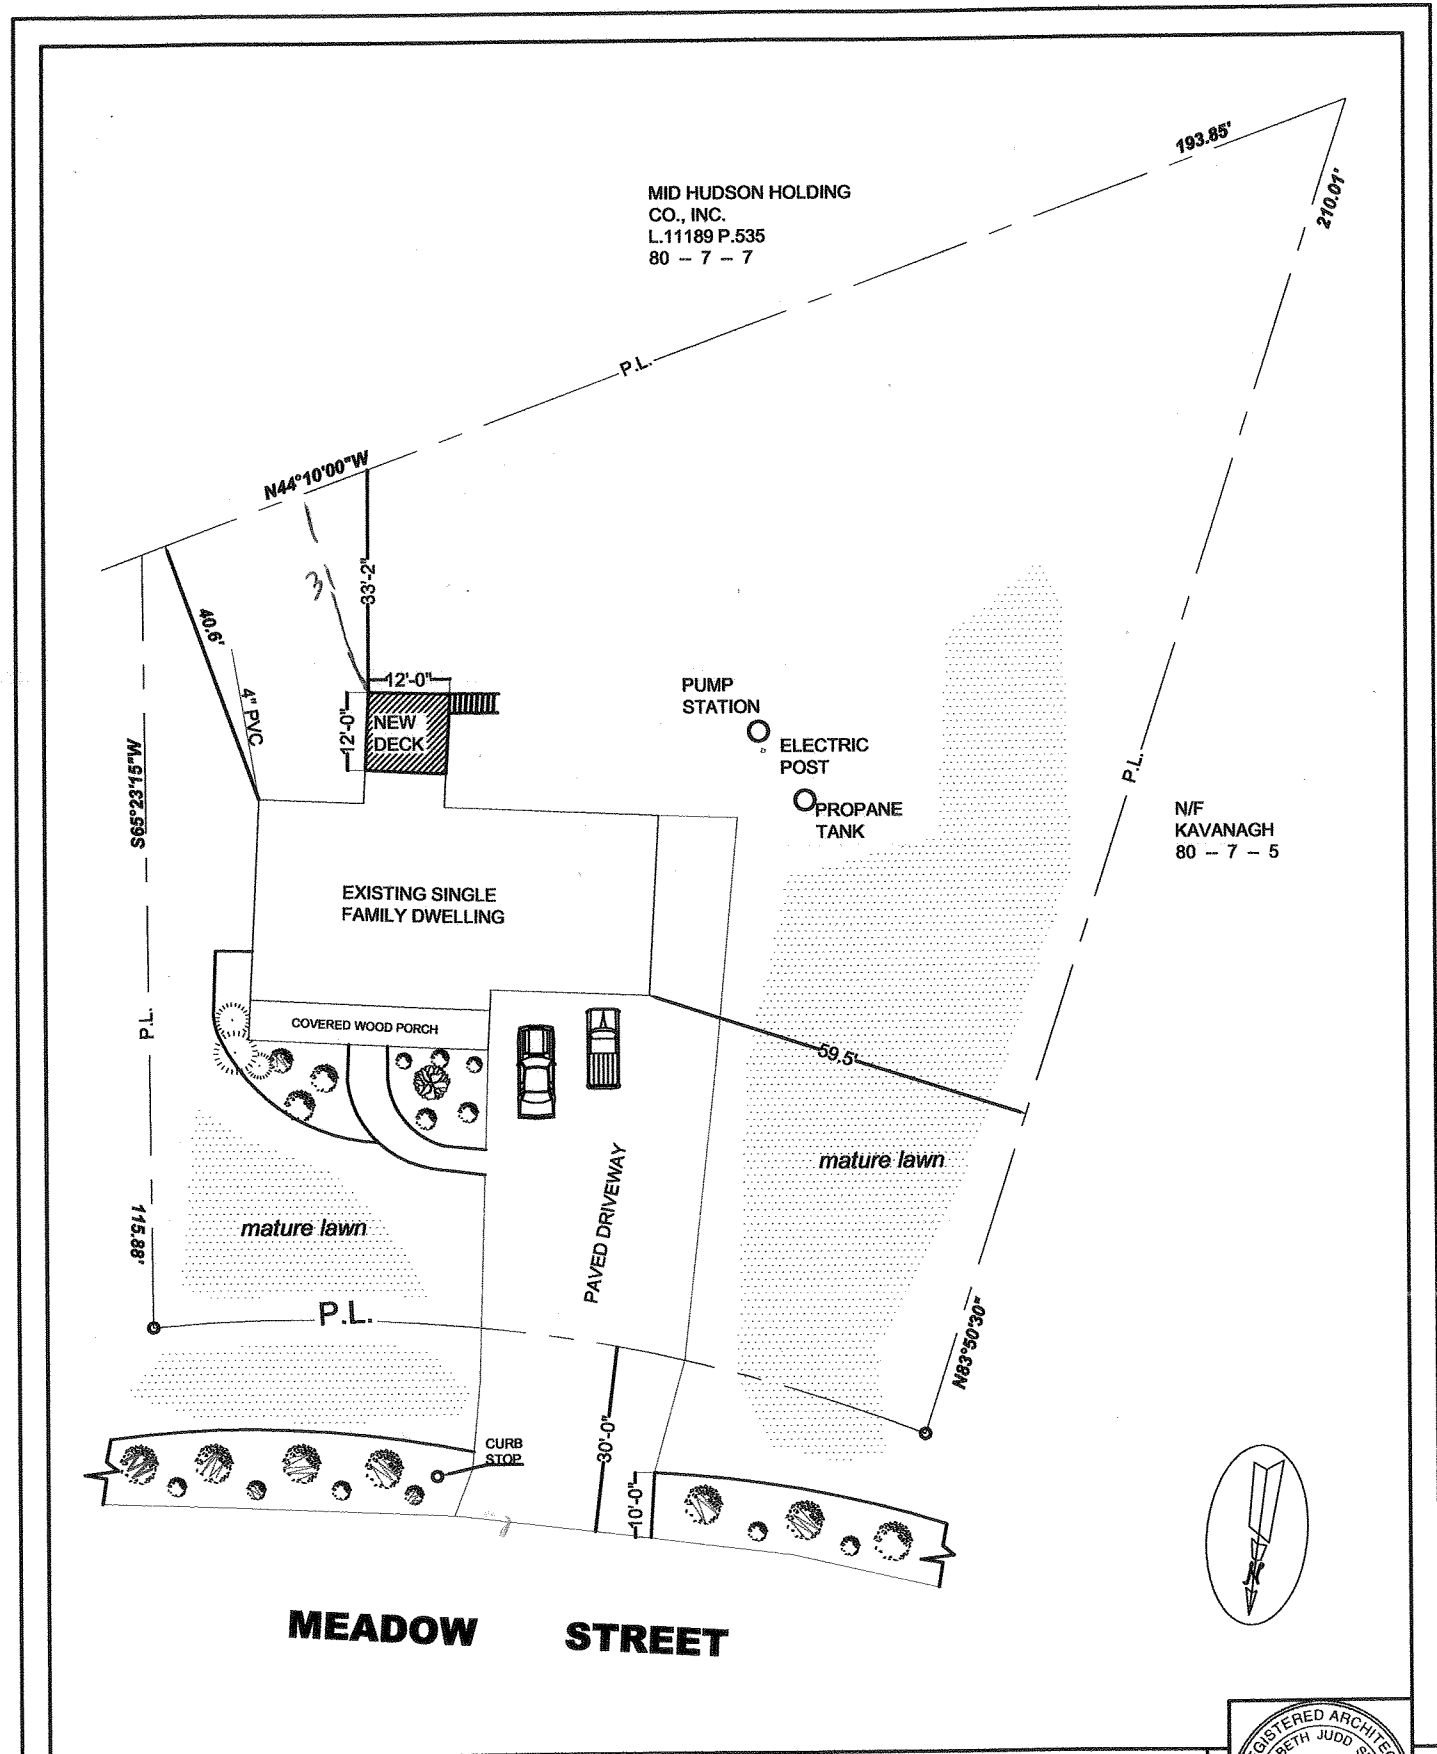 193.85'
210.01'
MID HUDSON HOLDING
CO., INC.
L.11189 P.535
80 - 7 - 7
P.L.
N44°10'00"W
33'-2"
31
40.6'
4" PVC
12'-0"
12'-0"
NEW
DECK
PUMP
STATION
ELECTRIC
POST
PROPANE
TANK
S65°23'15"W
P.L.
N/F
KAVANAGH
80 - 7 - 5
EXISTING SINGLE
FAMILY DWELLING
P.L.
COVERED WOOD PORCH
59.5'
mature lawn
PAVED DRIVEWAY
115.88'
mature lawn
P.L.
N83°50'30"
CURB
STOP
30'-0"
10'-0"
N
MEADOW STREET
JUDD